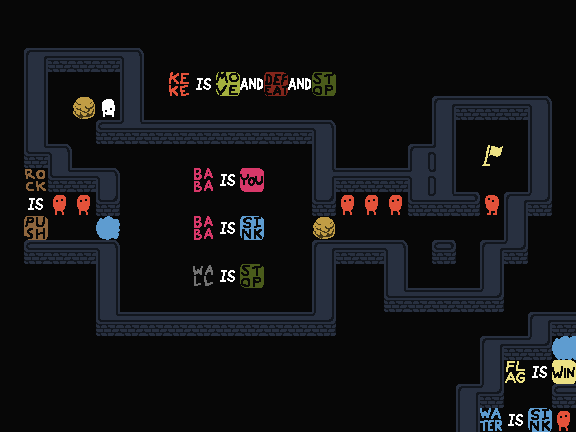 KEKE IS MOVE AND DEFEAT AND STOP
ROCK IS PUSH
BABA IS YOU
BABA IS SINK
WALL IS STOP
FLAG IS WIN
WATER IS SINK